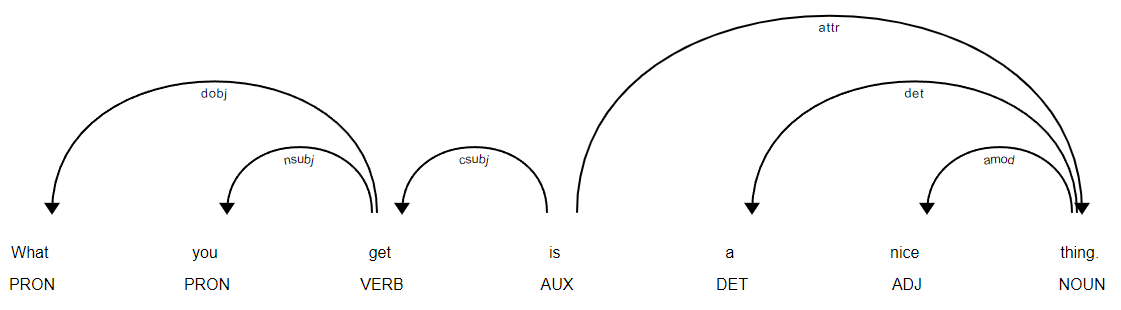 attr
dobj det
nsubj csubj amod
What you get is a nice thing.
PRON PRON VERB AUX DET ADJ NOUN